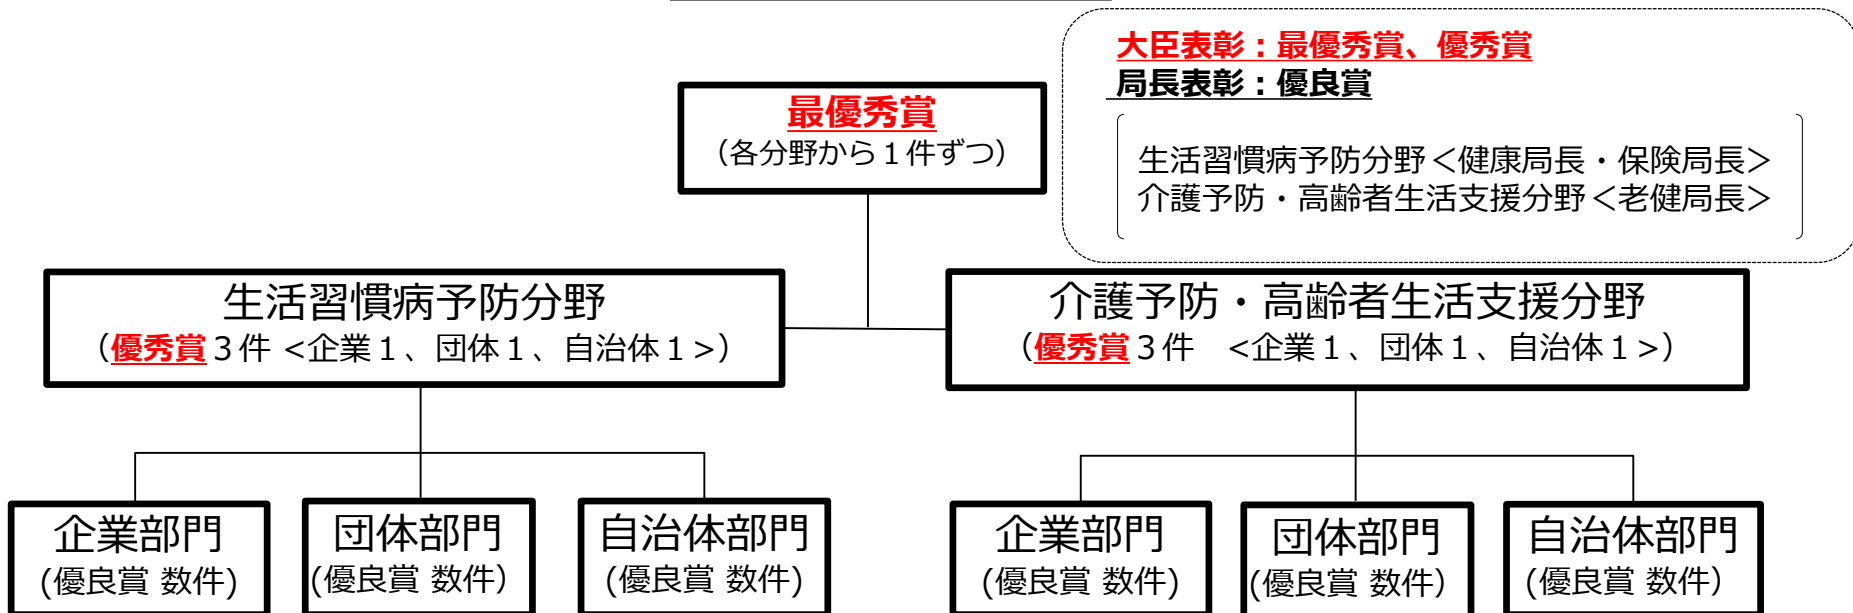 大臣表彰：最優秀賞、優秀賞
局長表彰：優良賞
生活習慣病予防分野＜健康局長・保険局長＞
介護予防・高齢者生活支援分野＜老健局長＞
最優秀賞
（各分野から１件ずつ）
生活習慣病予防分野
（優秀賞３件 <企業１、団体１、自治体１>）
介護予防・高齢者生活支援分野
（優秀賞３件　<企業１、団体１、自治体１>）
企業部門
(優良賞 数件)
団体部門
(優良賞 数件）
自治体部門
(優良賞 数件)
企業部門
(優良賞 数件)
団体部門
(優良賞 数件）
自治体部門
(優良賞 数件）